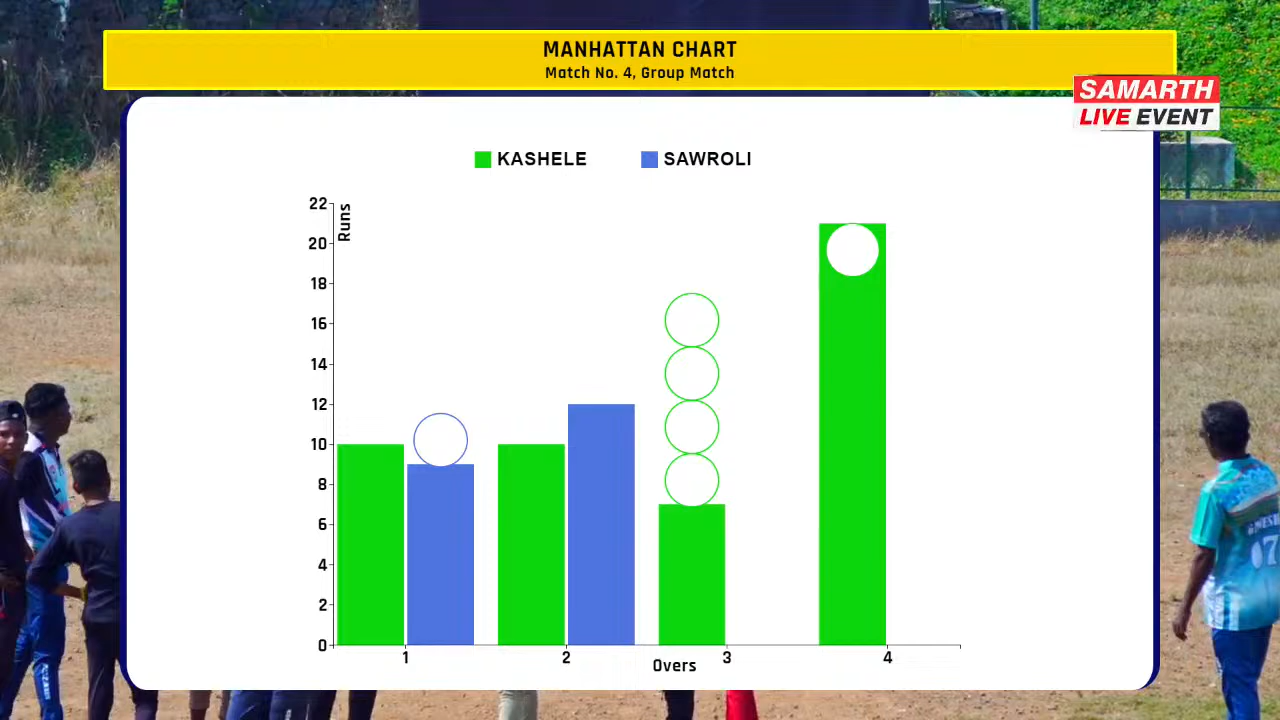 MANHATTAN CHART
Match No. 4, Group Match
SAMARTH
LIVE EVENT
KASHELE SAWROLI
Runs
22
20
18
16
14
12
10
8
6
4
2
0
1 2 3 4
Overs
07